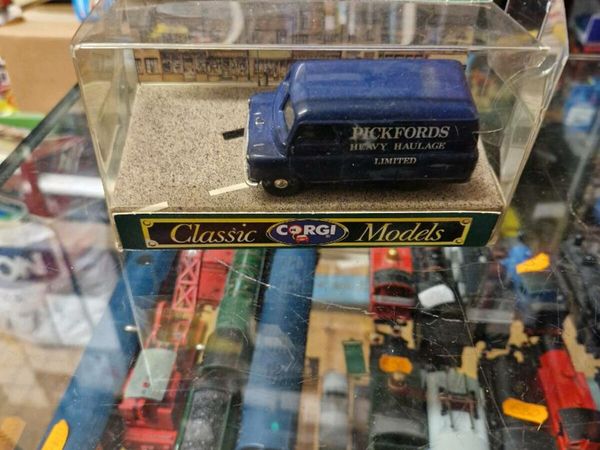 PICKFORDS
HEAVY HAULAGE
LIMITED
Classic CORGI Models